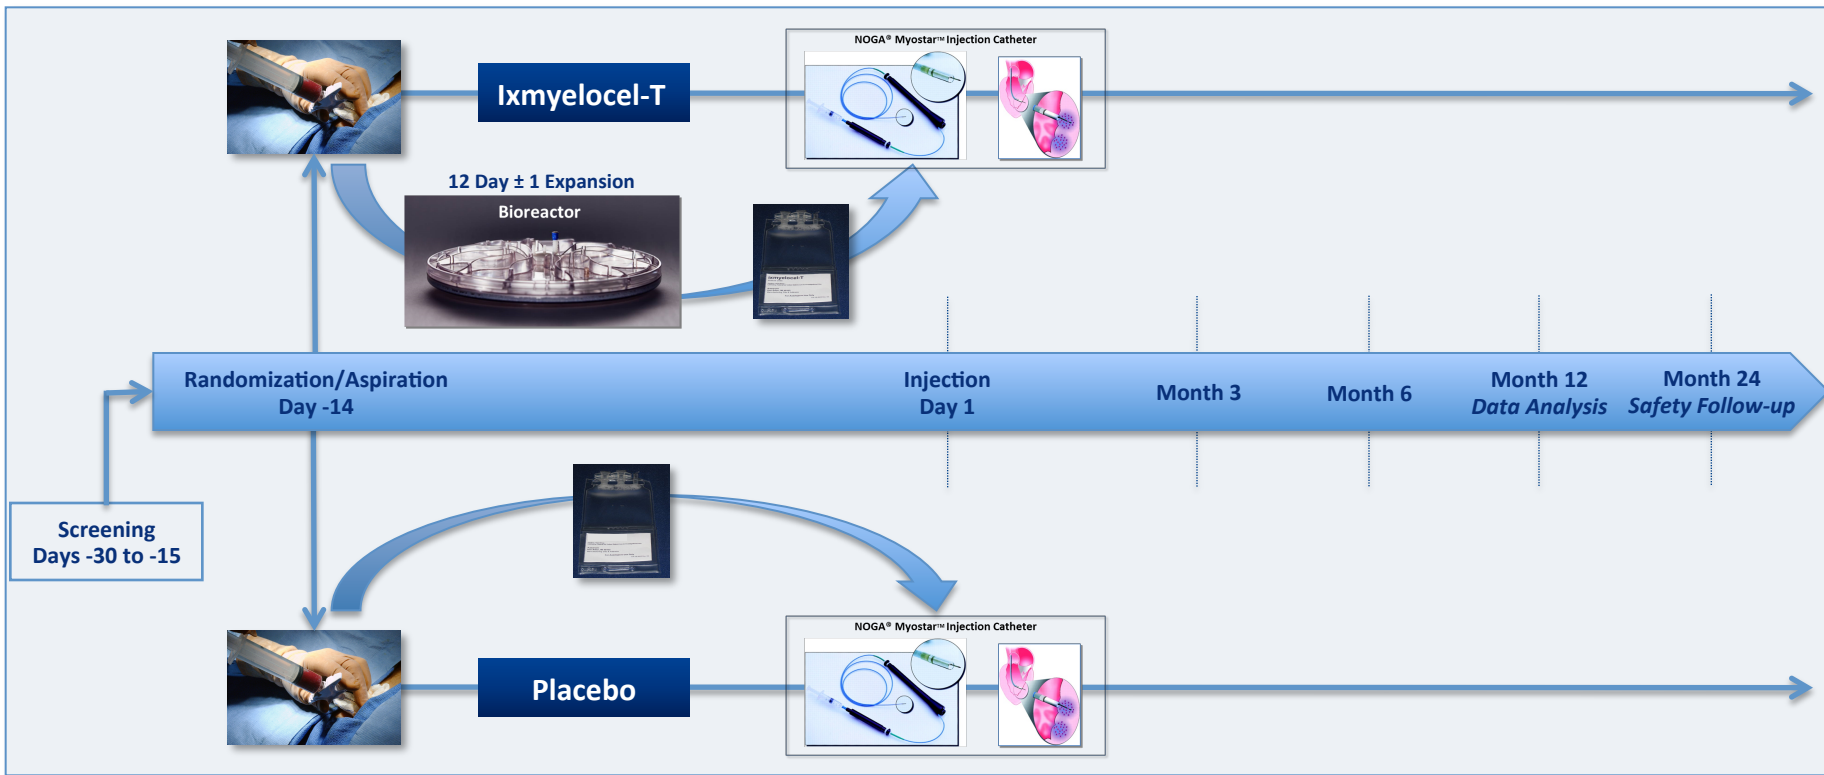 NOGA® Myostar™ Injection Catheter
Ixmyelocel-T
12 Day ± 1 Expansion
Bioreactor
ixmyelocel-T
Randomization/Aspiration
Day -14
Injection
Day 1
Month 3
Month 6
Month 12
Data Analysis
Month 24
Safety Follow-up
Screening
Days -30 to -15
NOGA® Myostar™ Injection Catheter
Placebo